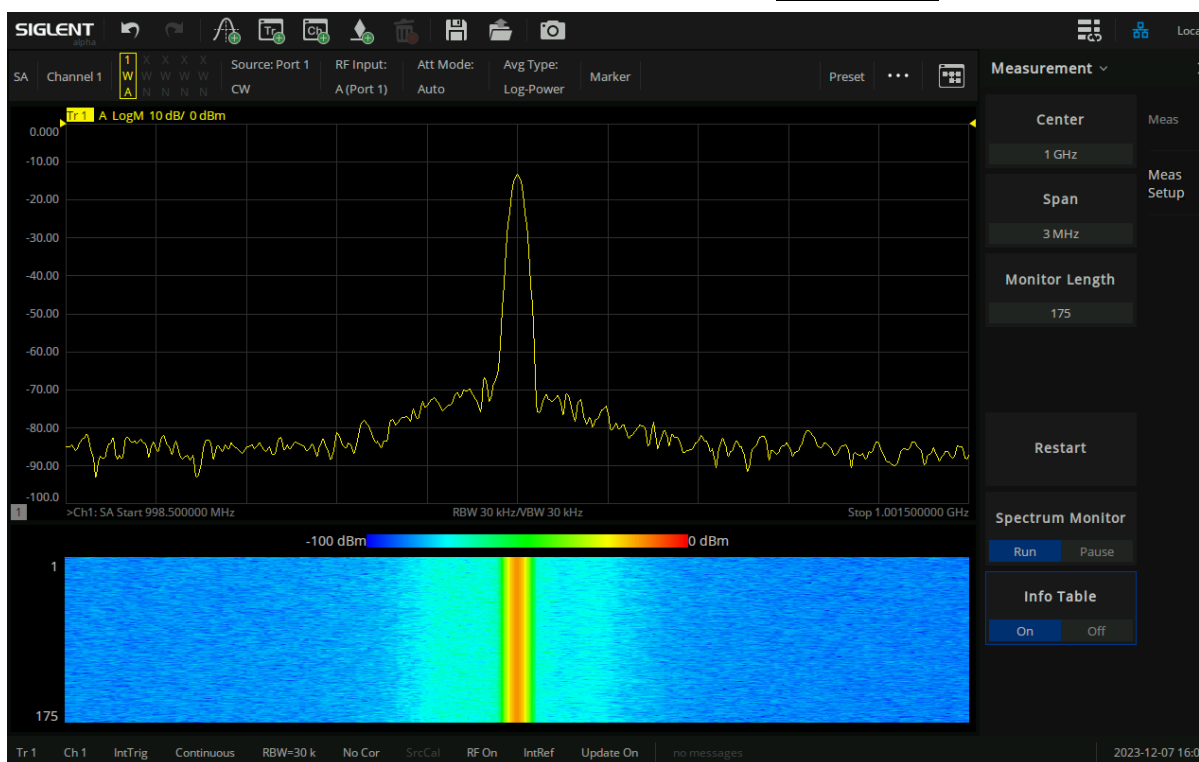 SIGLENT
alpha
Tr
Ch
Loca
SA
Channel 1
1 X X X X
W W W W W
A N N N N
Source: Port 1
CW
RF Input:
A (Port 1)
Att Mode:
Auto
Avg Type:
Log-Power
Marker
Preset
•••
Measurement
Tr 1 A LogM 10 dB/ 0 dBm
0.000
-10.00
-20.00
-30.00
-40.00
-50.00
-60.00
-70.00
-80.00
-90.00
-100.0
1 >Ch1: SA Start 998.500000 MHz RBW 30 kHz/VBW 30 kHz Stop 1.001500000 GHz
-100 dBm 0 dBm
1
175
Center
1 GHz
Span
3 MHz
Monitor Length
175
Restart
Spectrum Monitor
Run Pause
Info Table
On Off
Meas
Meas
Setup
Tr 1 Ch 1 IntTrig Continuous RBW=30 k No Cor SrcCal RF On IntRef Update On no messages 2023-12-07 16:0